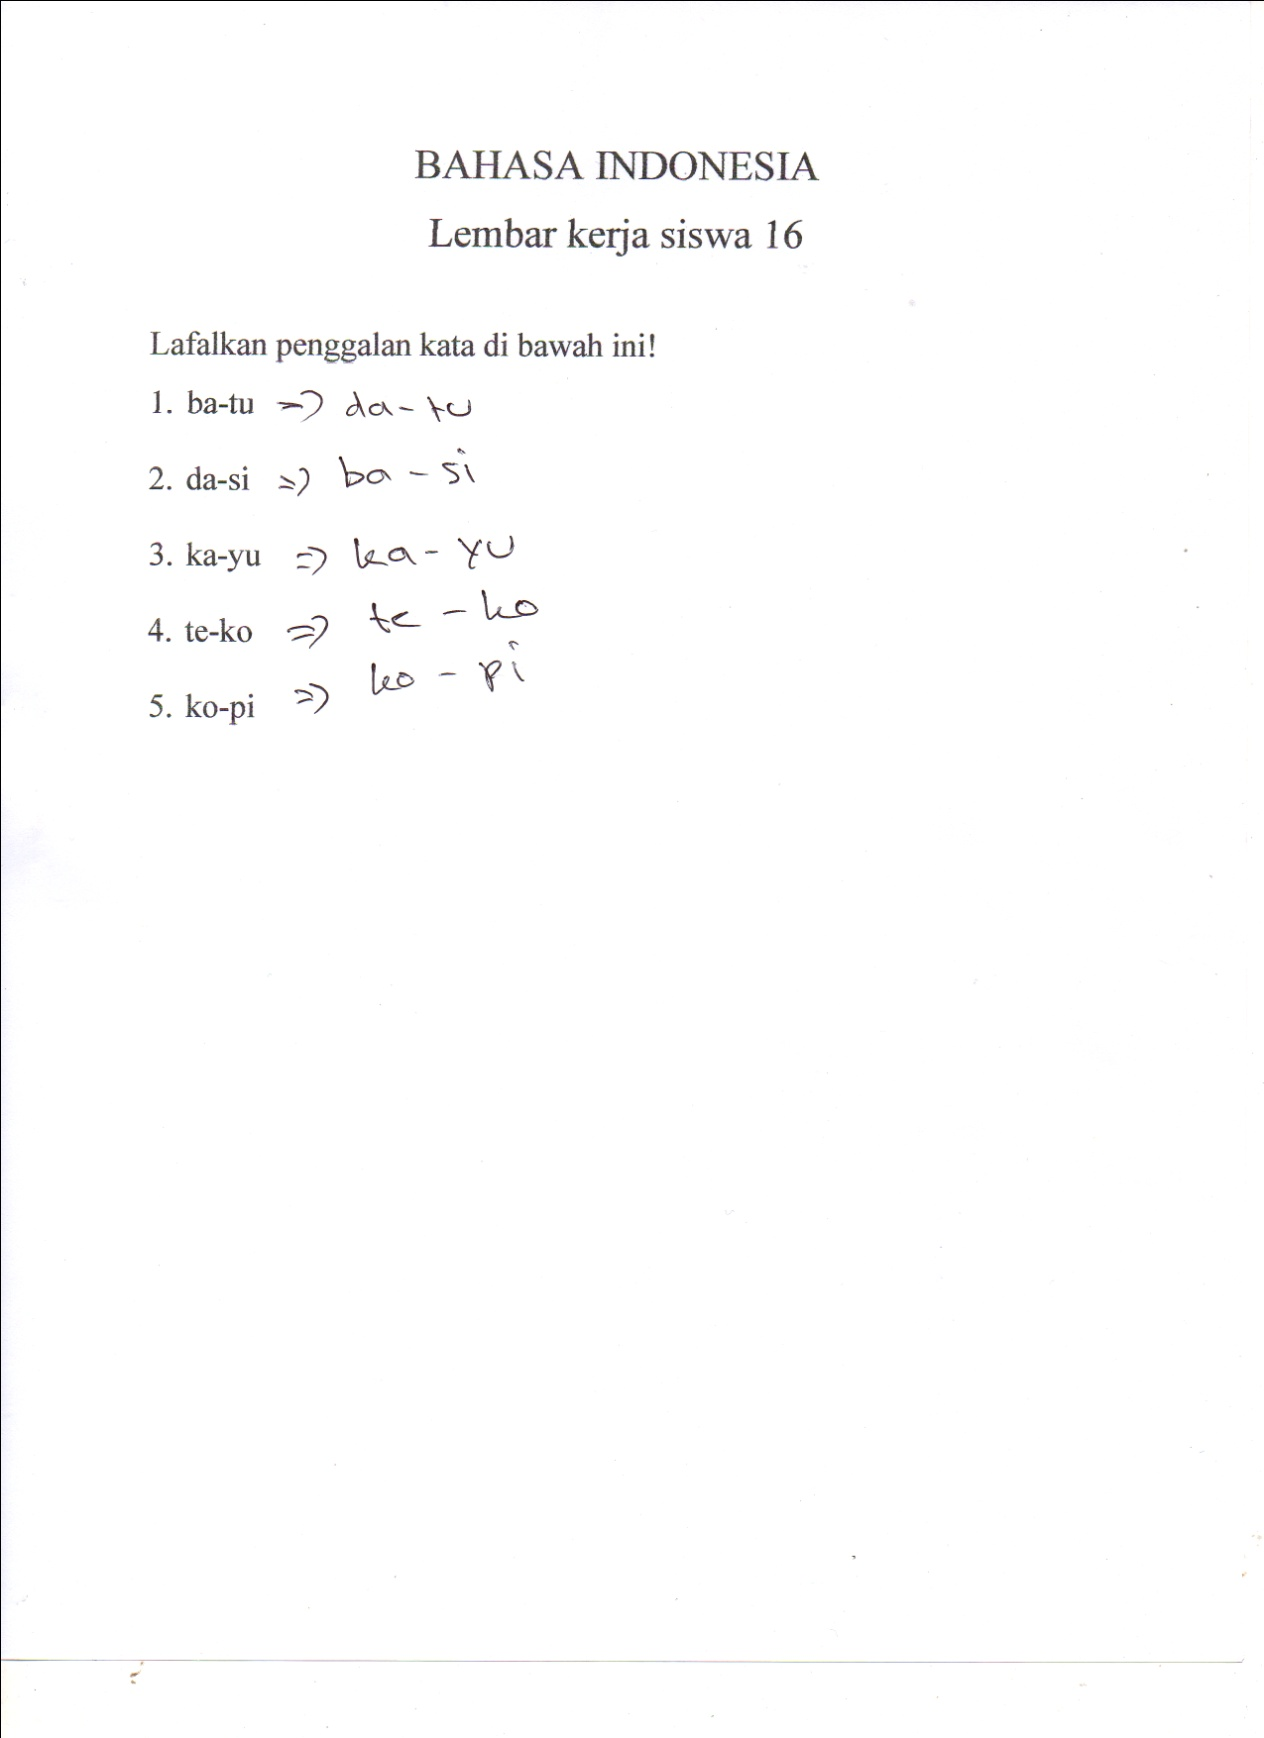 BAHASA INDONESIA
Lembar kerja siswa 16
Lafalkan penggalan kata di bawah ini!
1. ba-tu => da-tu
2. da-si => ba-si
3. ka-yu => ka-yu
4. te-ko => te-ko
5. ko-pi => ko-pi